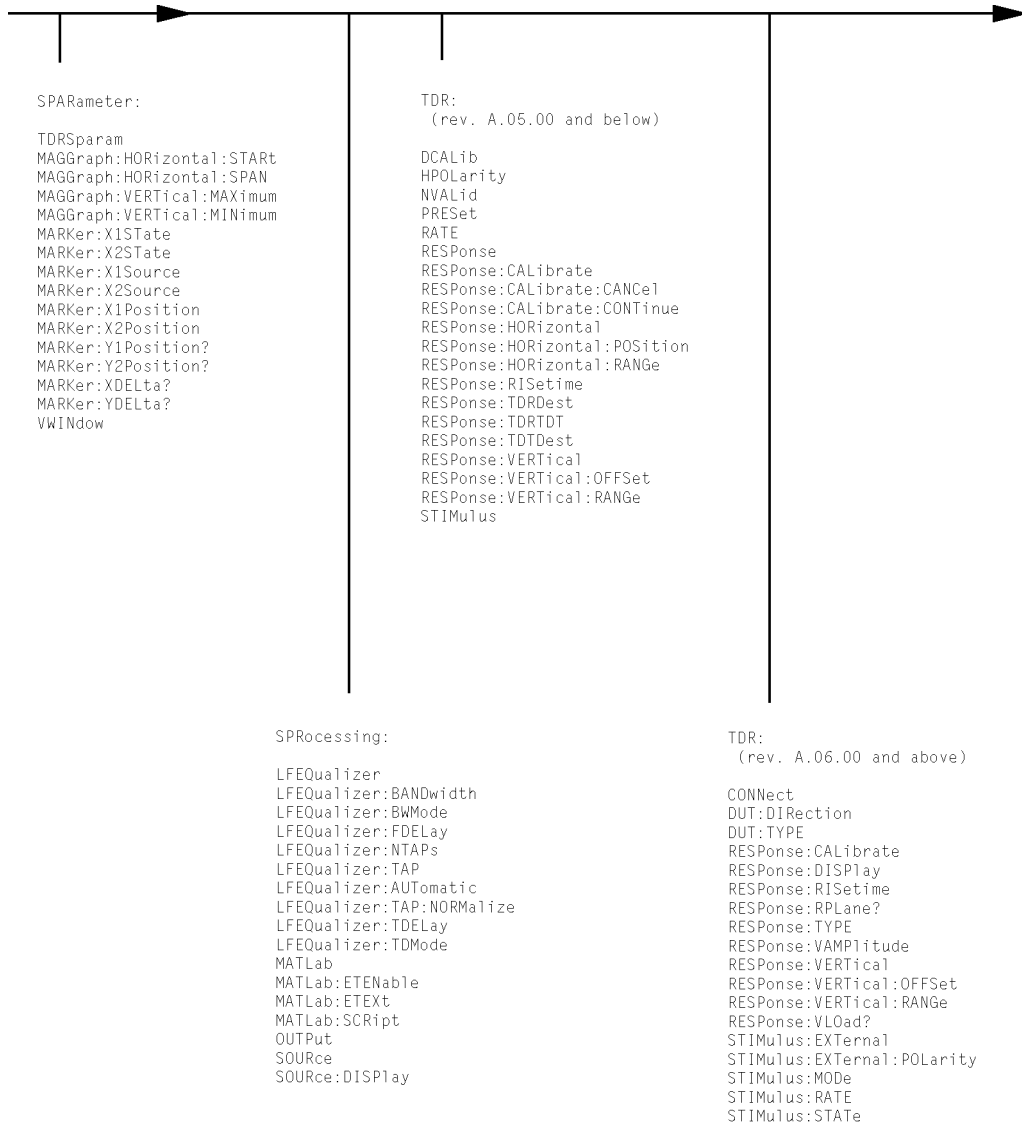 SPARameter:
TDRSparam
MAGGraph:HORizontal:STARt
MAGGraph:HORizontal:SPAN
MAGGraph:VERTical:MAXimum
MAGGraph:VERTical:MINimum
MARKer:X1STate
MARKer:X2STate
MARKer:X1Source
MARKer:X2Source
MARKer:X1Position
MARKer:X2Position
MARKer:Y1Position?
MARKer:Y2Position?
MARKer:XDELta?
MARKer:YDELta?
VWINdow
TDR:
(rev. A.05.00 and below)
DCALib
HPOLarity
NVALid
PRESet
RATE
RESPonse
RESPonse:CALibrate
RESPonse:CALibrate:CANCel
RESPonse:CALibrate:CONTinue
RESPonse:HORizontal
RESPonse:HORizontal:POSition
RESPonse:HORizontal:RANGe
RESPonse:RISetime
RESPonse:TDRDest
RESPonse:TDRTDT
RESPonse:TDTDest
RESPonse:VERTical
RESPonse:VERTical:OFFSet
RESPonse:VERTical:RANGe
STIMulus
SPRocessing:
LFEQualizer
LFEQualizer:BANDwidth
LFEQualizer:BWMode
LFEQualizer:FDELay
LFEQualizer:NTAPs
LFEQualizer:TAP
LFEQualizer:AUTomatic
LFEQualizer:TAP:NORMalize
LFEQualizer:TDELay
LFEQualizer:TDMode
MATLab
MATLab:ETENable
MATLab:ETEXt
MATLab:SCRipt
OUTPut
SOURce
SOURce:DISPlay
TDR:
(rev. A.06.00 and above)
CONNect
DUT:DIRection
DUT:TYPE
RESPonse:CALibrate
RESPonse:DISPlay
RESPonse:RISetime
RESPonse:RPLane?
RESPonse:TYPE
RESPonse:VAMPlitude
RESPonse:VERTical
RESPonse:VERTical:OFFSet
RESPonse:VERTical:RANGe
RESPonse:VLOad?
STIMulus:EXTernal
STIMulus:EXTernal:POLarity
STIMulus:MODe
STIMulus:RATE
STIMulus:STATe